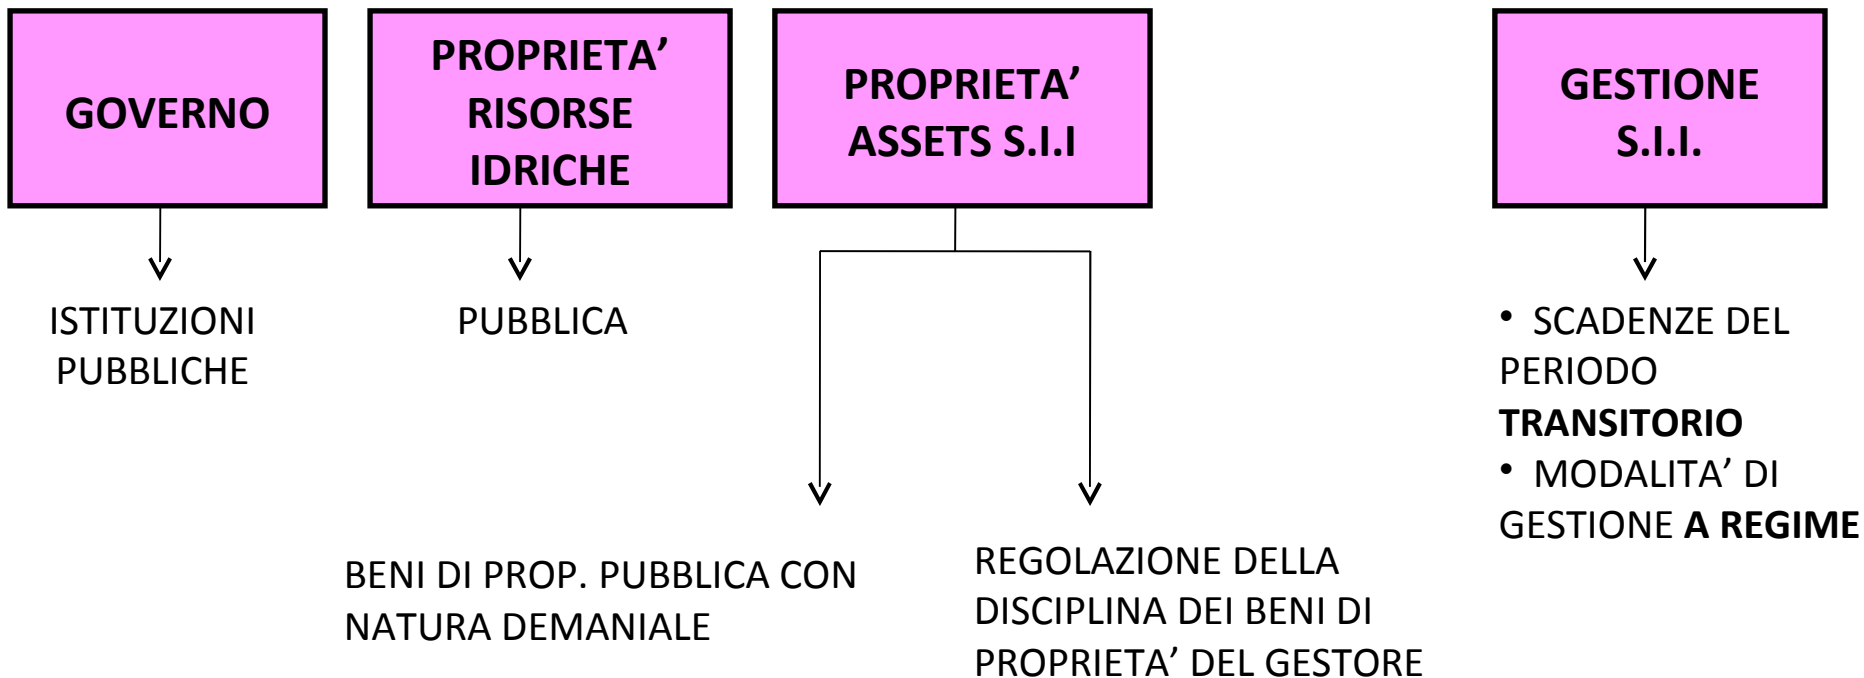 GOVERNO
PROPRIETA’
RISORSE
IDRICHE
PROPRIETA’
ASSETS S.I.I
GESTIONE
S.I.I.
ISTITUZIONI
PUBBLICHE
PUBBLICA
BENI DI PROP. PUBBLICA CON
NATURA DEMANIALE
REGOLAZIONE DELLA
DISCIPLINA DEI BENI DI
PROPRIETA’ DEL GESTORE
• SCADENZE DEL
PERIODO
TRANSITORIO
• MODALITA’ DI
GESTIONE A REGIME